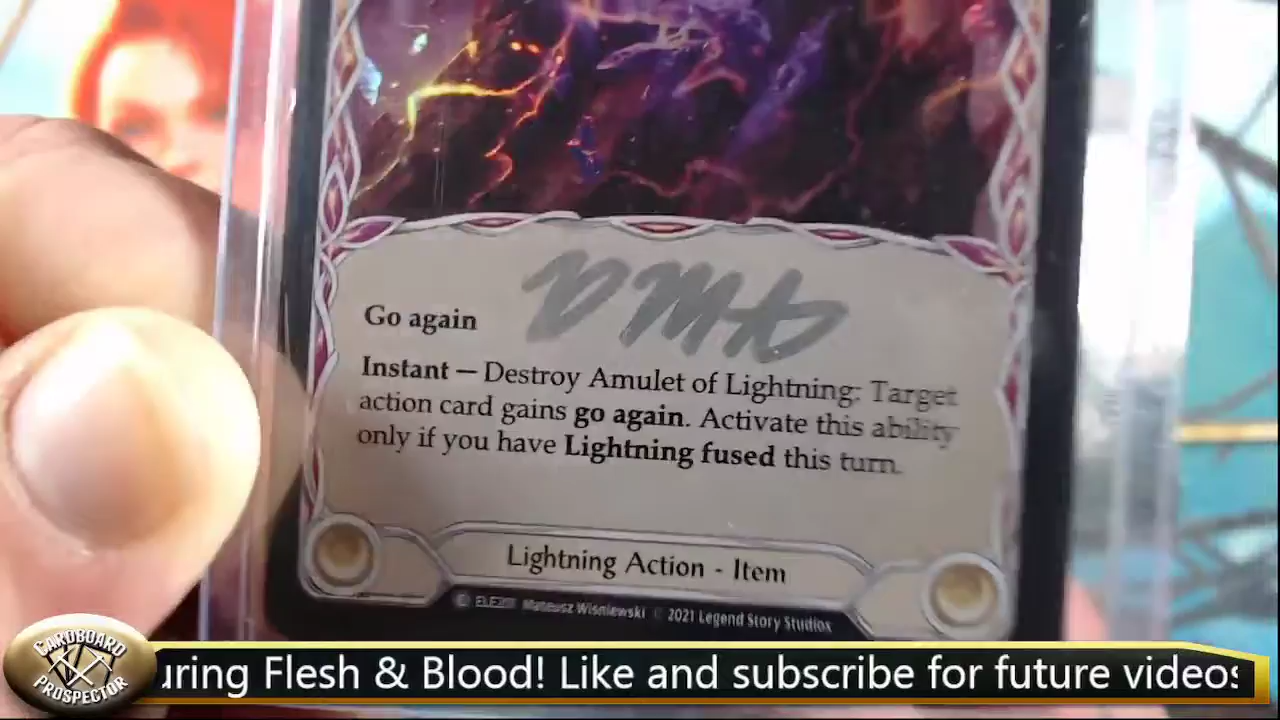 Go again
Instant — Destroy Amulet of Lightning: Target
action card gains go again. Activate this ability
only if you have Lightning fused this turn.
Lightning Action - Item
Mateusz Wisniewski © 2021 Legend Story Studios
CARDBOARD
PROSPECTOR
uring Flesh & Blood! Like and subscribe for future videos